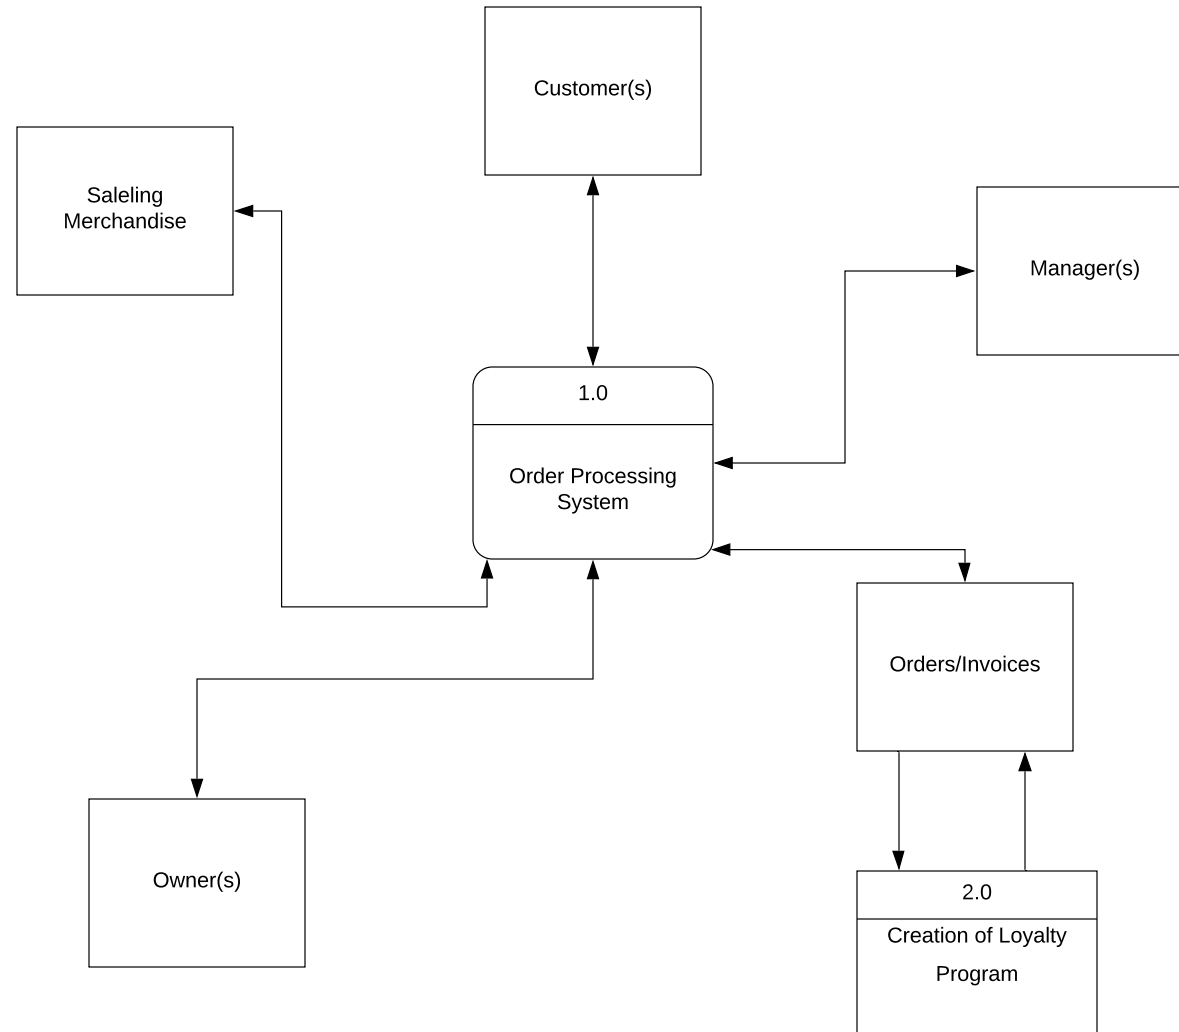 Customer(s)
Saleling
Merchandise
Manager(s)
1.0
Order Processing
System
Orders/Invoices
Owner(s)
2.0
Creation of Loyalty
Program